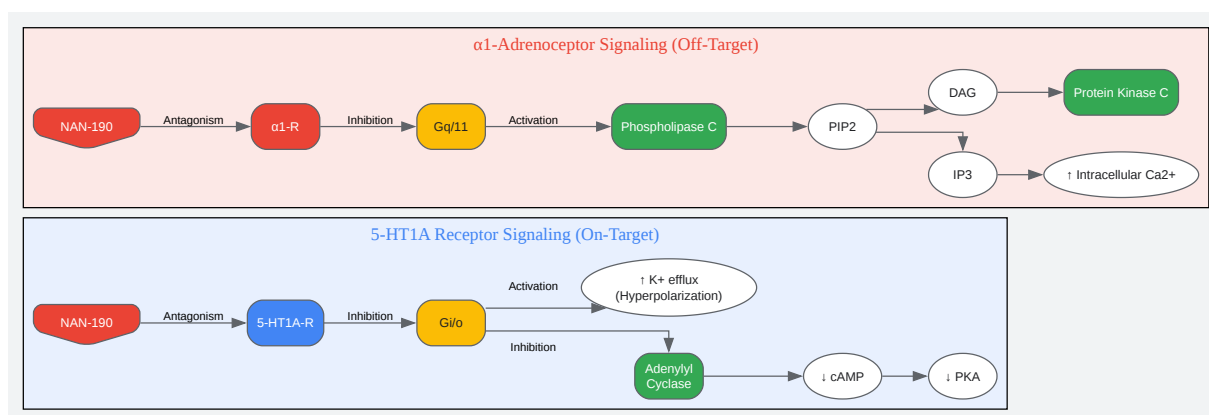 α1-Adrenoceptor Signaling (Off-Target)
NAN-190
Antagonism
α1-R
Inhibition
Gq/11
Activation
Phospholipase C
PIP2
DAG
Protein Kinase C
IP3
↑ Intracellular Ca2+
5-HT1A Receptor Signaling (On-Target)
NAN-190
Antagonism
5-HT1A-R
Inhibition
Gi/o
Activation
↑ K+ efflux
(Hyperpolarization)
Inhibition
Adenylyl
Cyclase
↓ cAMP
↓ PKA